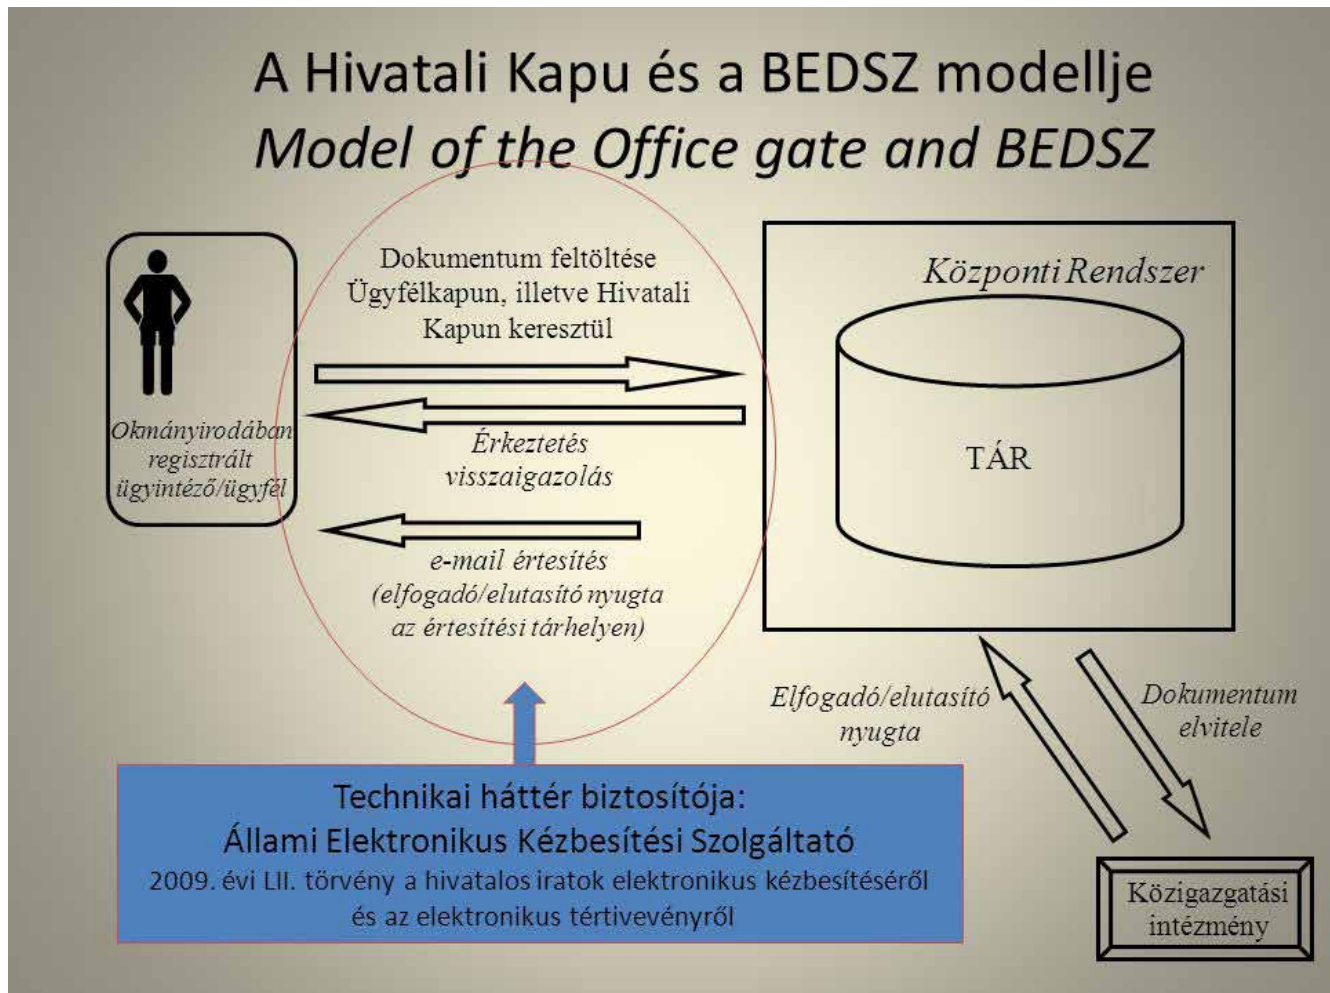 A Hivatali Kapu és a BEDSZ modellje
Model of the Office gate and BEDSZ
Okmányirodában
regisztrált
ügyintéző/ügyfél
Dokumentum feltöltése
Ügyfélkapun, illetve Hivatali
Kapun keresztül
Érkeztetés
visszaigazolás
e-mail értesítés
(elfogadó/elutasító nyugta
az értesítési tárhelyen)
Központi Rendszer
TÁR
Elfogadó/elutasító
nyugta
Dokumentum
elvitele
Technikai háttér biztosítója:
Állami Elektronikus Kézbesítési Szolgáltató
2009. évi LII. törvény a hivatalos iratok elektronikus kézbesítéséről
és az elektronikus tértivevényről
Közigazgatási
intézmény